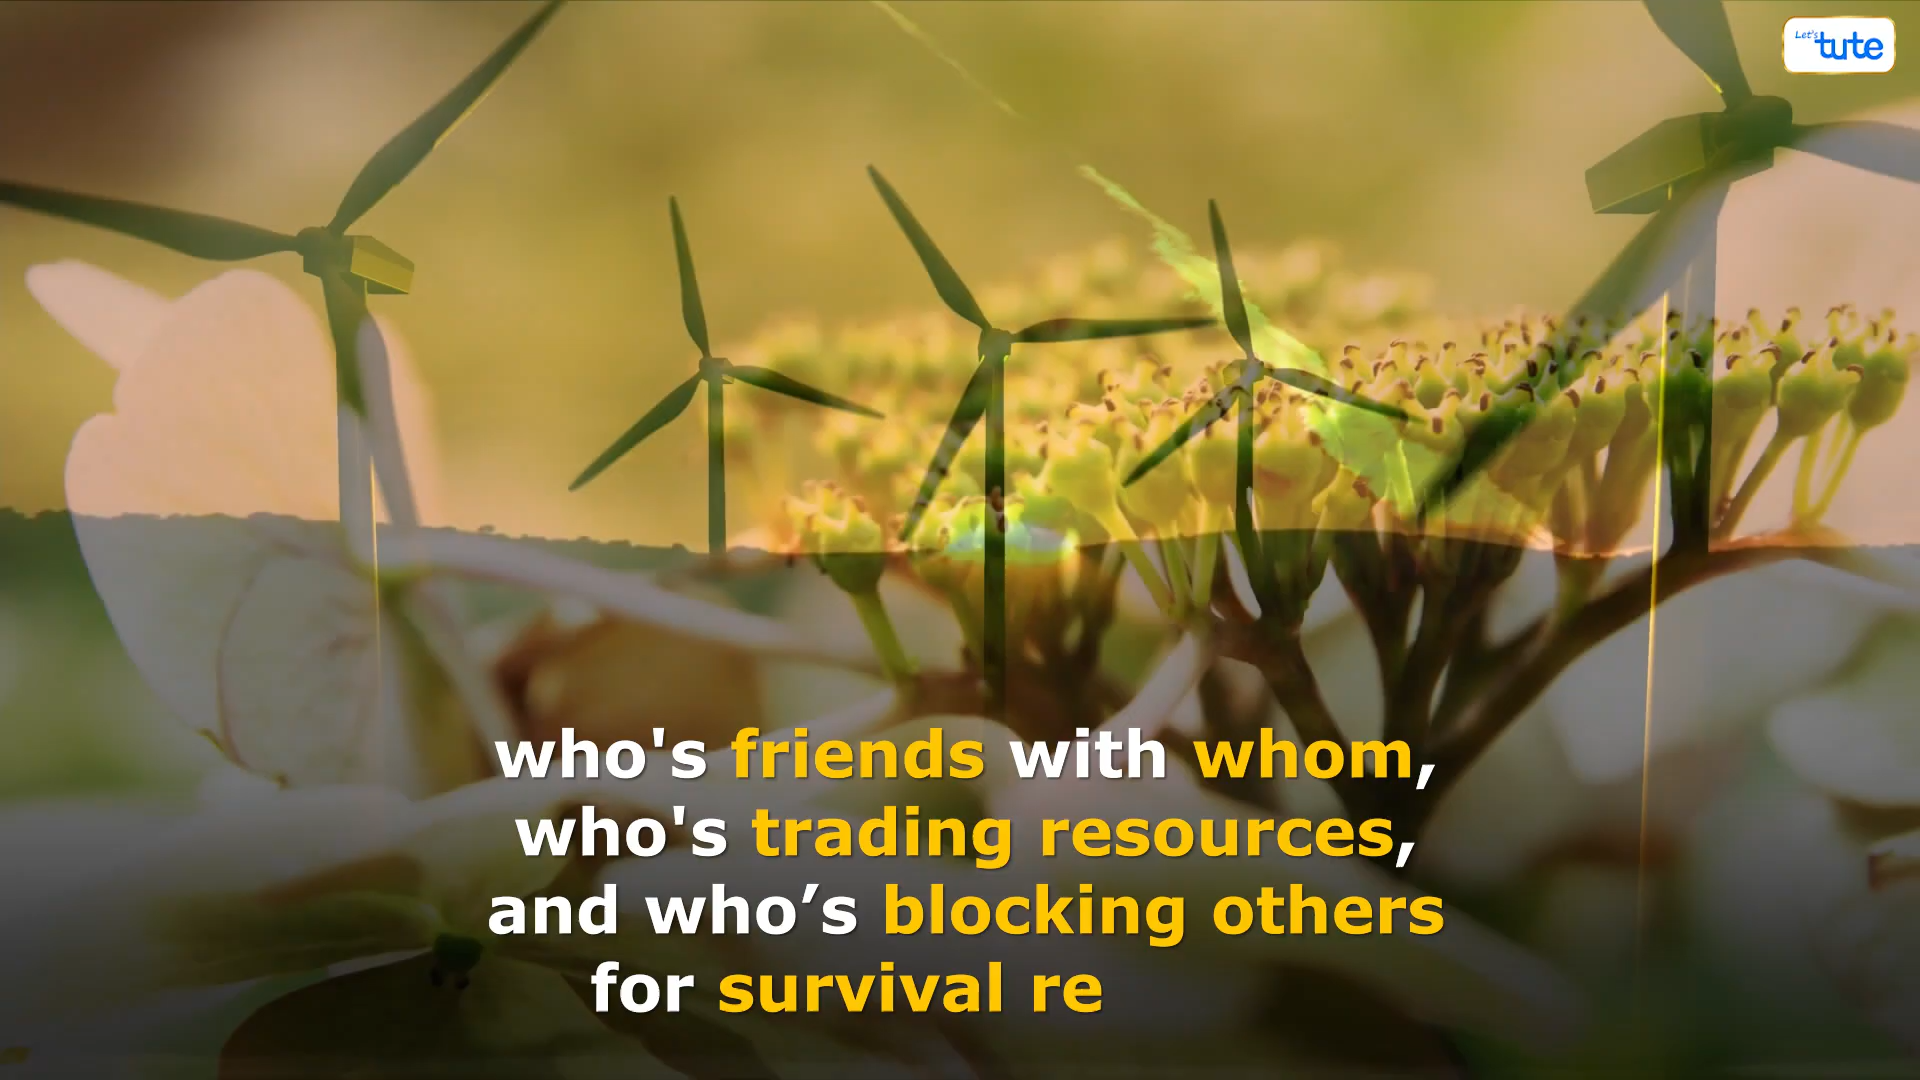 Let's
tute
who's friends with whom,
who's trading resources,
and who’s blocking others
for survival re